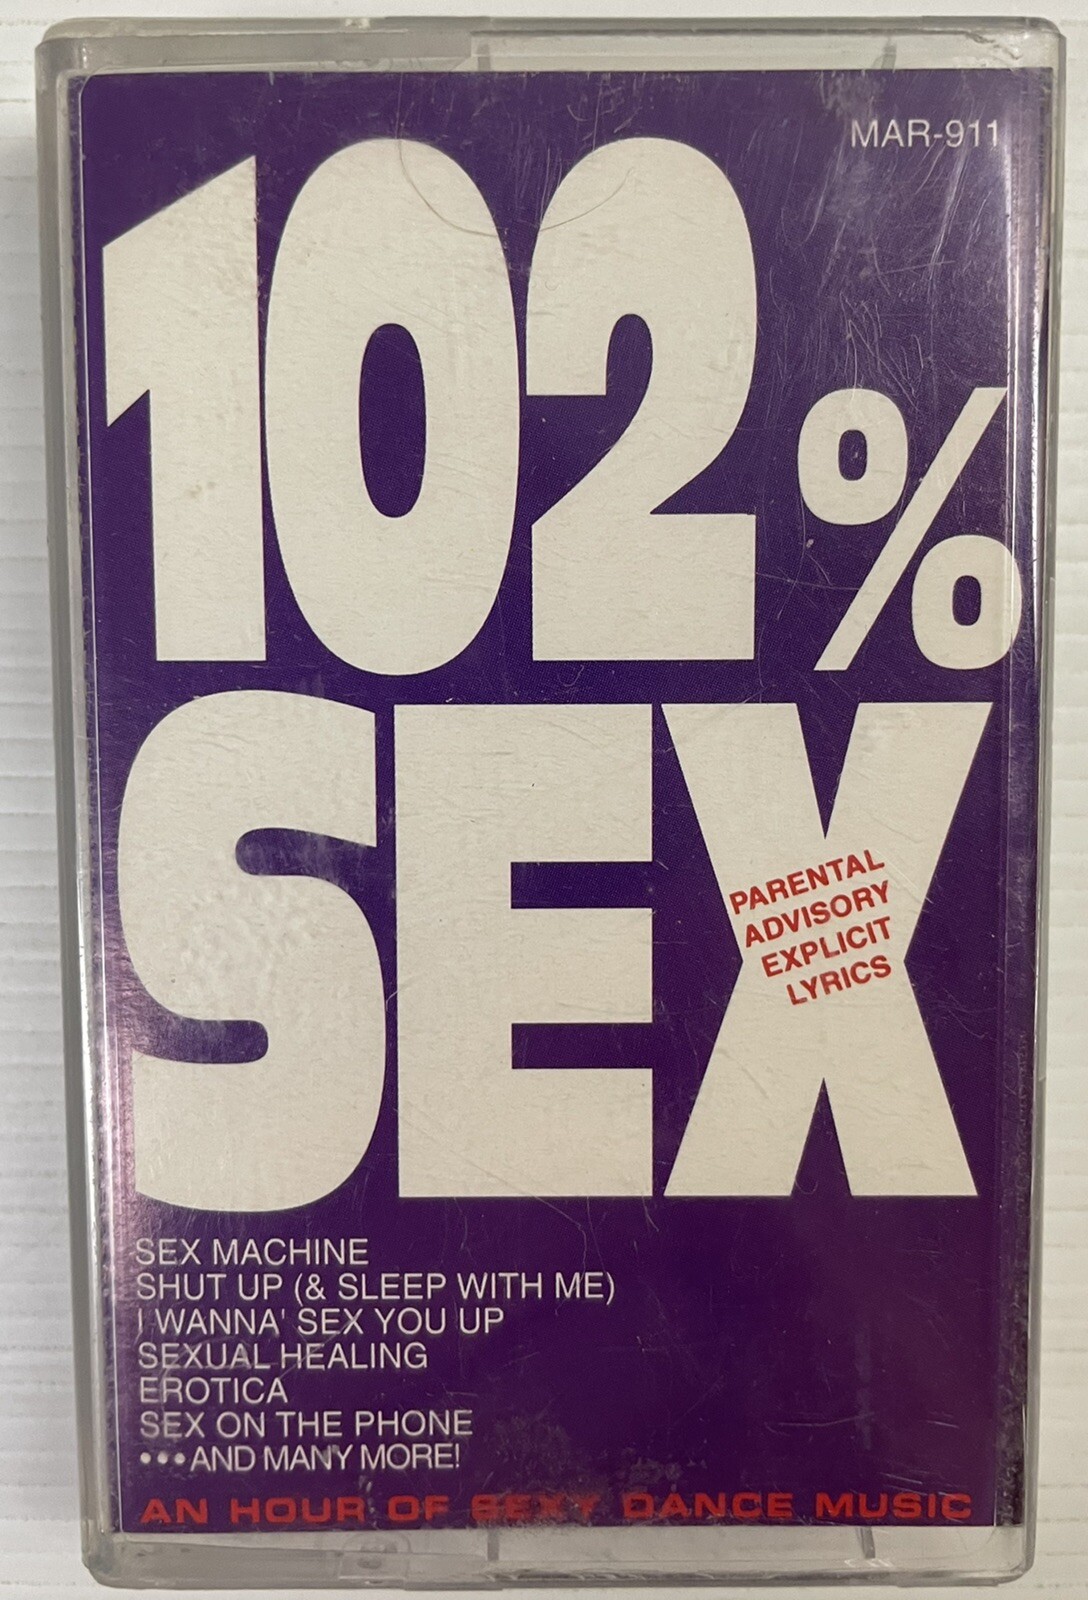 MAR-911
102%
SEX
PARENTAL
ADVISORY
EXPLICIT
LYRICS
SEX MACHINE
SHUT UP (& SLEEP WITH ME)
I WANNA' SEX YOU UP
SEXUAL HEALING
EROTICA
SEX ON THE PHONE
•••AND MANY MORE!
AN HOUR OF SEXY DANCE MUSIC